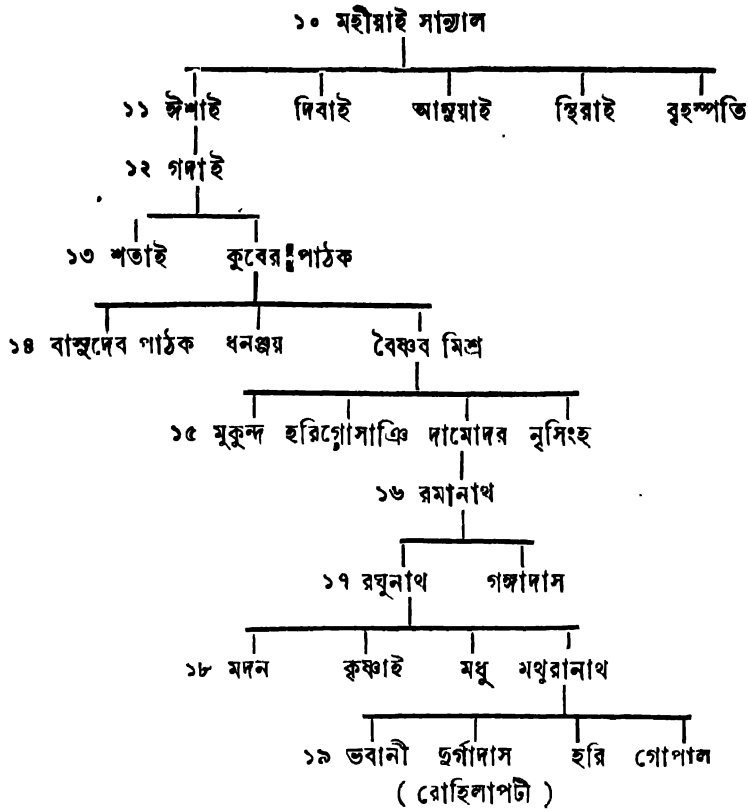 ১০ মহীয়াই সান্যাল
১১ ঈশাই দিবাই আম্নুয়াই স্থিরাই বৃহস্পতি
১২ গদাই
১৩ শতাই কুবের পাঠক
১৪ বাসুদেব পাঠক ধনঞ্জয় বৈষ্ণব মিশ্র
১৫ মুকুন্দ হরিগোসাঞি দামোদর নৃসিংহ
১৬ রমানাথ
১৭ রঘুনাথ গঙ্গাদাস
১৮ মদন কৃষ্ণাই মধু মথুরানাথ
১৯ ভবানী দুর্গাদাস হরি গোপাল
( রোহিলাপটী )